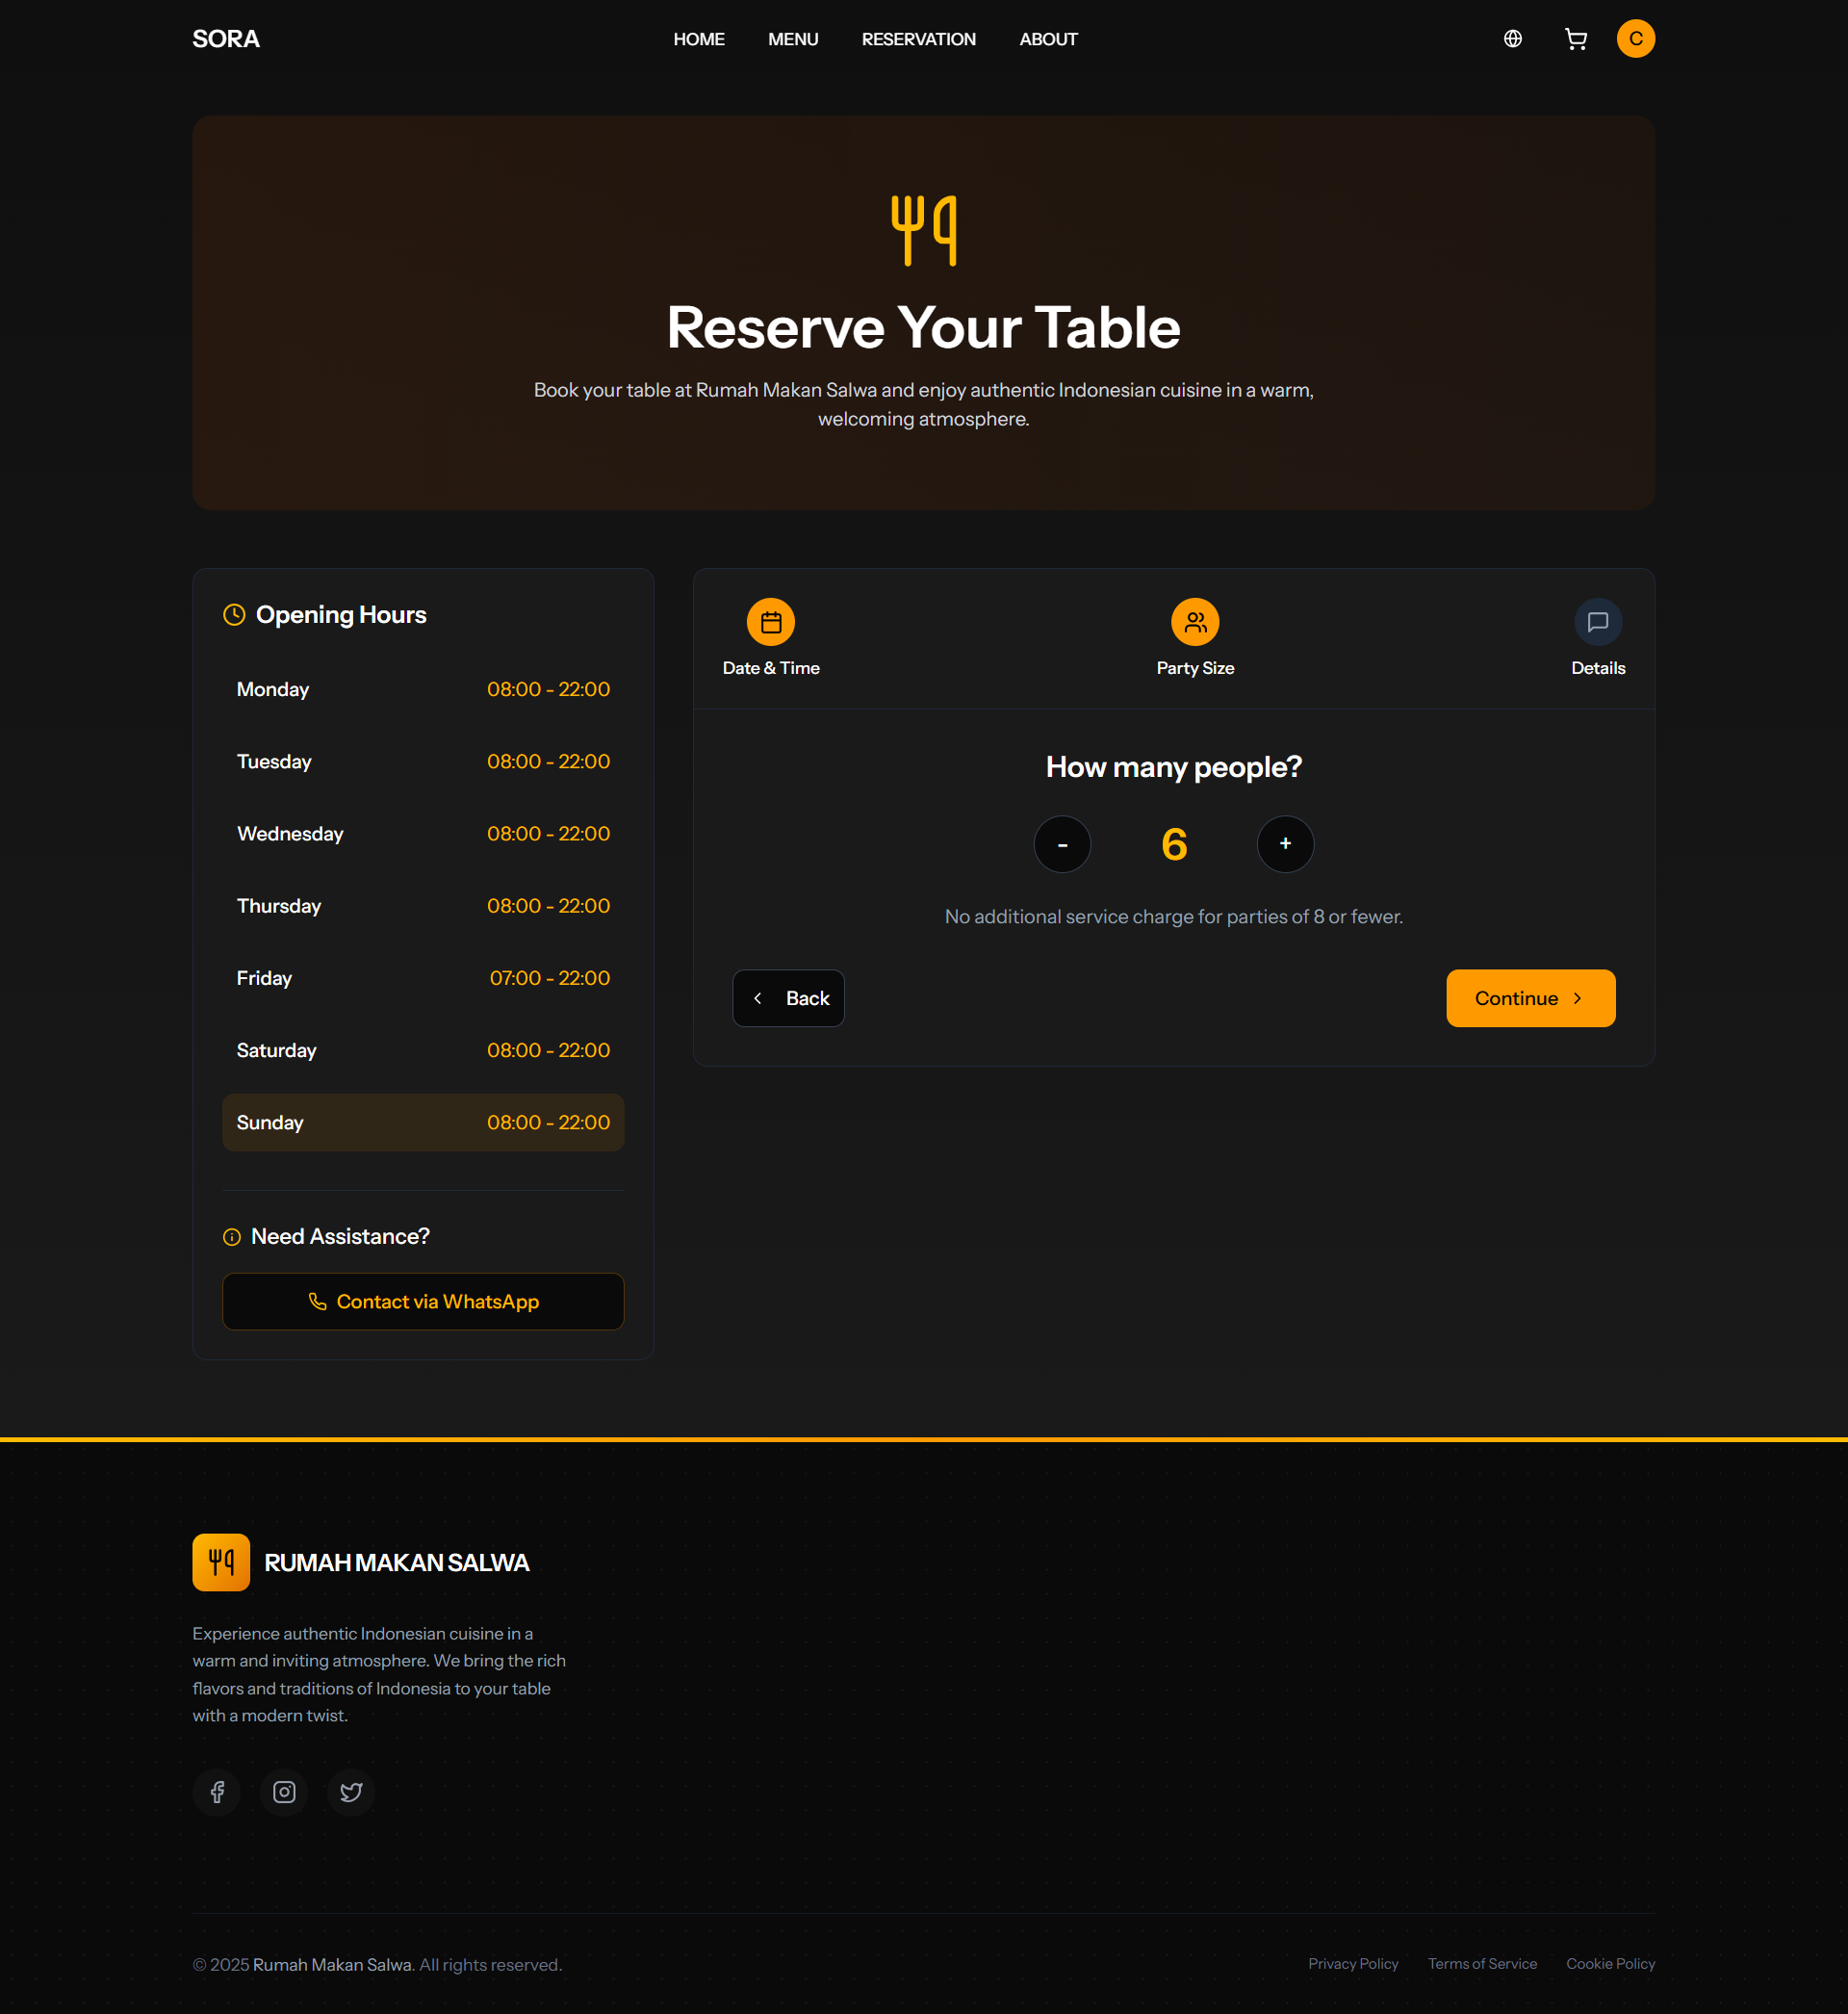 SORA
HOME
MENU
RESERVATION
ABOUT
C
Reserve Your Table
Book your table at Rumah Makan Salwa and enjoy authentic Indonesian cuisine in a warm,
welcoming atmosphere.
Opening Hours
Monday 08:00 - 22:00
Tuesday 08:00 - 22:00
Wednesday 08:00 - 22:00
Thursday 08:00 - 22:00
Friday 07:00 - 22:00
Saturday 08:00 - 22:00
Sunday 08:00 - 22:00
Need Assistance?
Contact via WhatsApp
Date & Time
Party Size
Details
How many people?
- 6 +
No additional service charge for parties of 8 or fewer.
Back
Continue
RUMAH MAKAN SALWA
Experience authentic Indonesian cuisine in a
warm and inviting atmosphere. We bring the rich
flavors and traditions of Indonesia to your table
with a modern twist.
© 2025 Rumah Makan Salwa. All rights reserved.
Privacy Policy
Terms of Service
Cookie Policy